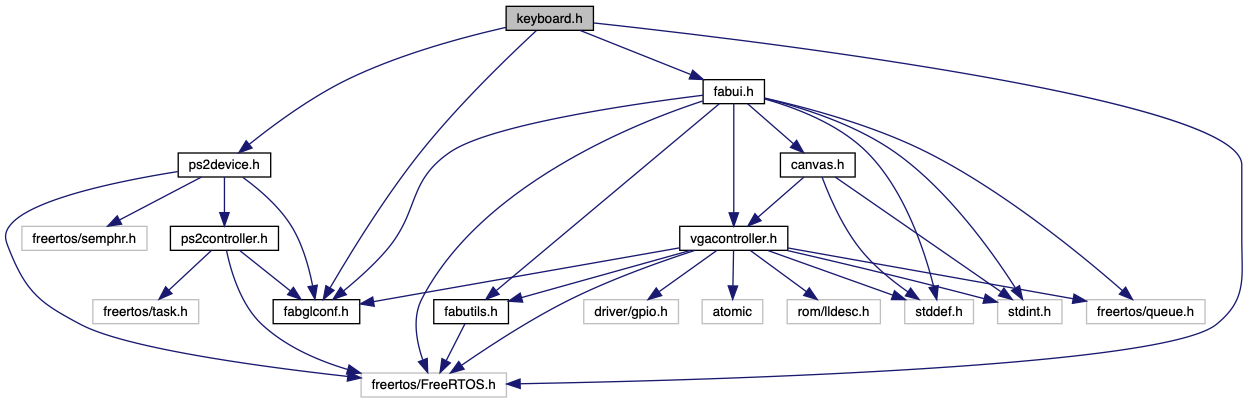 keyboard.h
fabui.h
ps2device.h
canvas.h
freertos/semphr.h
ps2controller.h
vgacontroller.h
freertos/task.h
fabglconf.h
fabutils.h
driver/gpio.h
atomic
rom/lldesc.h
stddef.h
stdint.h
freertos/queue.h
freertos/FreeRTOS.h